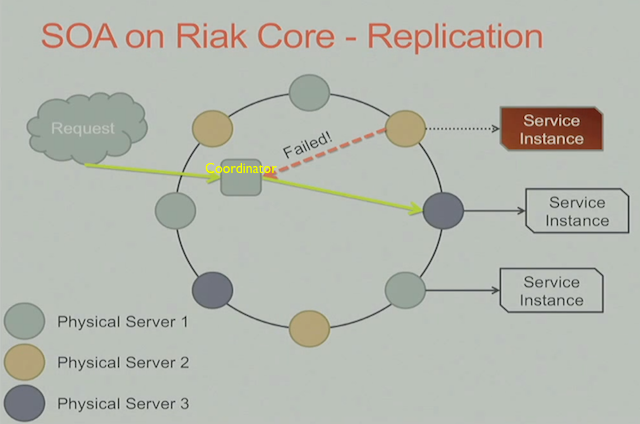 SOA on Riak Core - Replication
Request
Coordinator
Failed!
Service
Instance
Service
Instance
Service
Instance
Physical Server 1
Physical Server 2
Physical Server 3